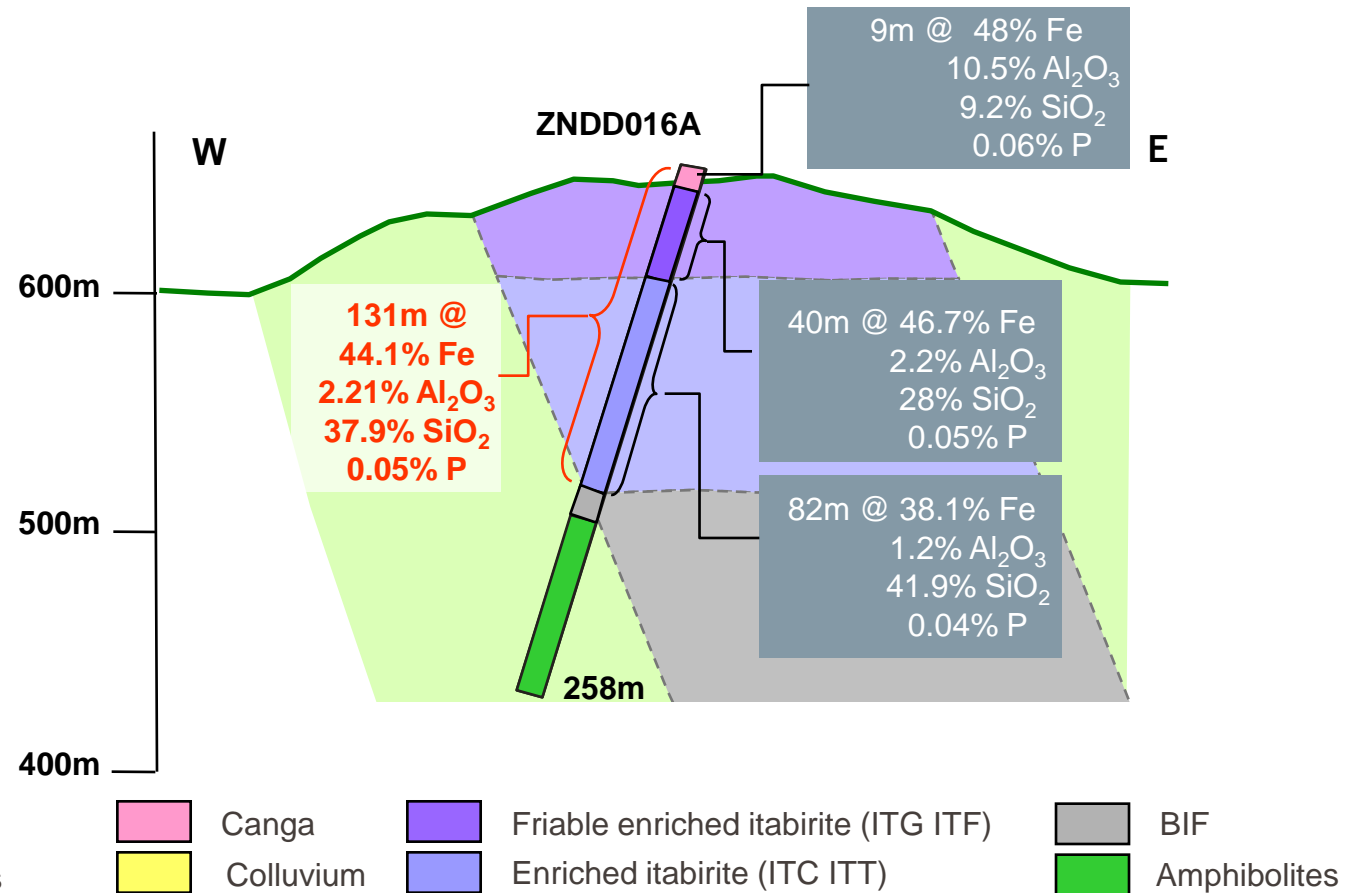 9m @ 48% Fe
10.5% Al₂O₃
9.2% SiO₂
0.06% P
ZNDD016A
W
E
600m
131m @
44.1% Fe
2.21% Al₂O₃
37.9% SiO₂
0.05% P
40m @ 46.7% Fe
2.2% Al₂O₃
28% SiO₂
0.05% P
500m
82m @ 38.1% Fe
1.2% Al₂O₃
41.9% SiO₂
0.04% P
258m
400m
Canga
Friable enriched itabirite (ITG ITF)
BIF
s
Colluvium
Enriched itabirite (ITC ITT)
Amphibolites